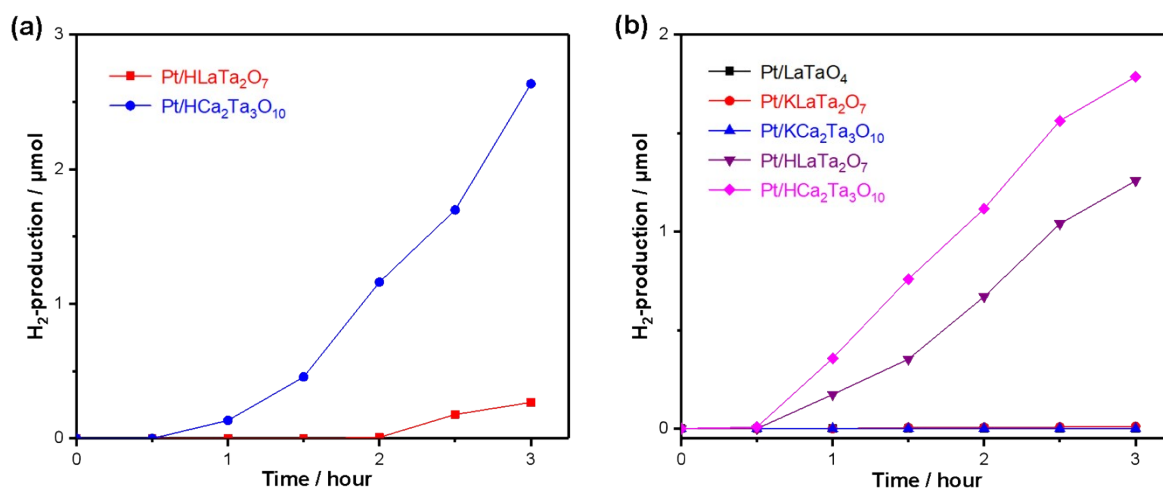 (a)
Pt/HLaTa₂O₇
Pt/HCa₂Ta₃O₁₀
H₂-production / μmol
3
2
1
0
0
1
2
3
Time / hour
(b)
Pt/LaTaO₄
Pt/KLaTa₂O₇
Pt/KCa₂Ta₃O₁₀
Pt/HLaTa₂O₇
Pt/HCa₂Ta₃O₁₀
H₂-production / μmol
2
1
0
0
1
2
3
Time / hour